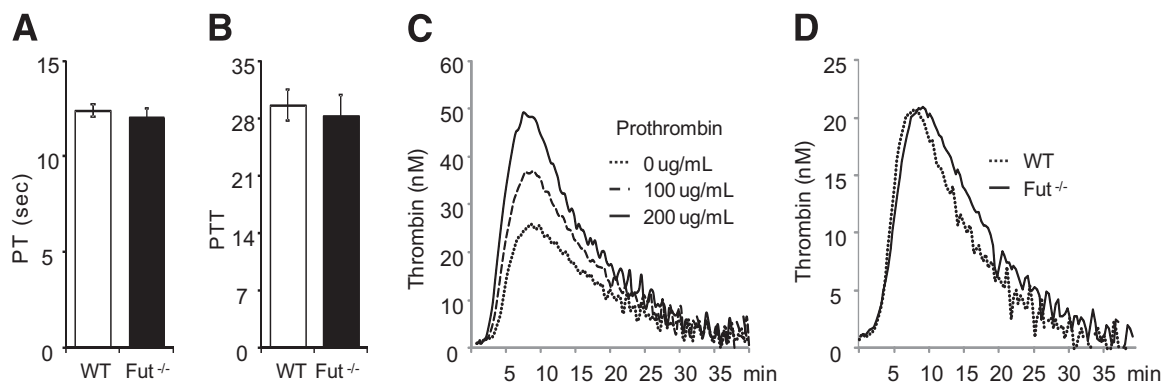 A
B
C
D
PT (sec)
15
10
5
0
WT Fut -/-
PTT
35
28
21
14
7
0
WT Fut -/-
Thrombin (nM)
60
50
40
30
20
10
0
Prothrombin
0 ug/mL
100 ug/mL
200 ug/mL
5 10 15 20 25 30 35 min
Thrombin (nM)
25
20
15
10
5
0
WT
Fut -/-
5 10 15 20 25 30 35 min